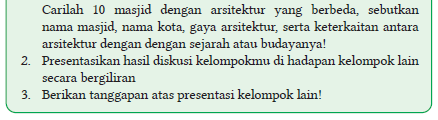 Carilah 10 masjid dengan arsitektur yang berbeda, sebutkan
nama masjid, nama kota, gaya arsitektur, serta keterkaitan antara
arsitektur dengan dengan sejarah atau budayanya!
2. Presentasikan hasil diskusi kelompokmu di hadapan kelompok lain
secara bergiliran
3. Berikan tanggapan atas presentasi kelompok lain!